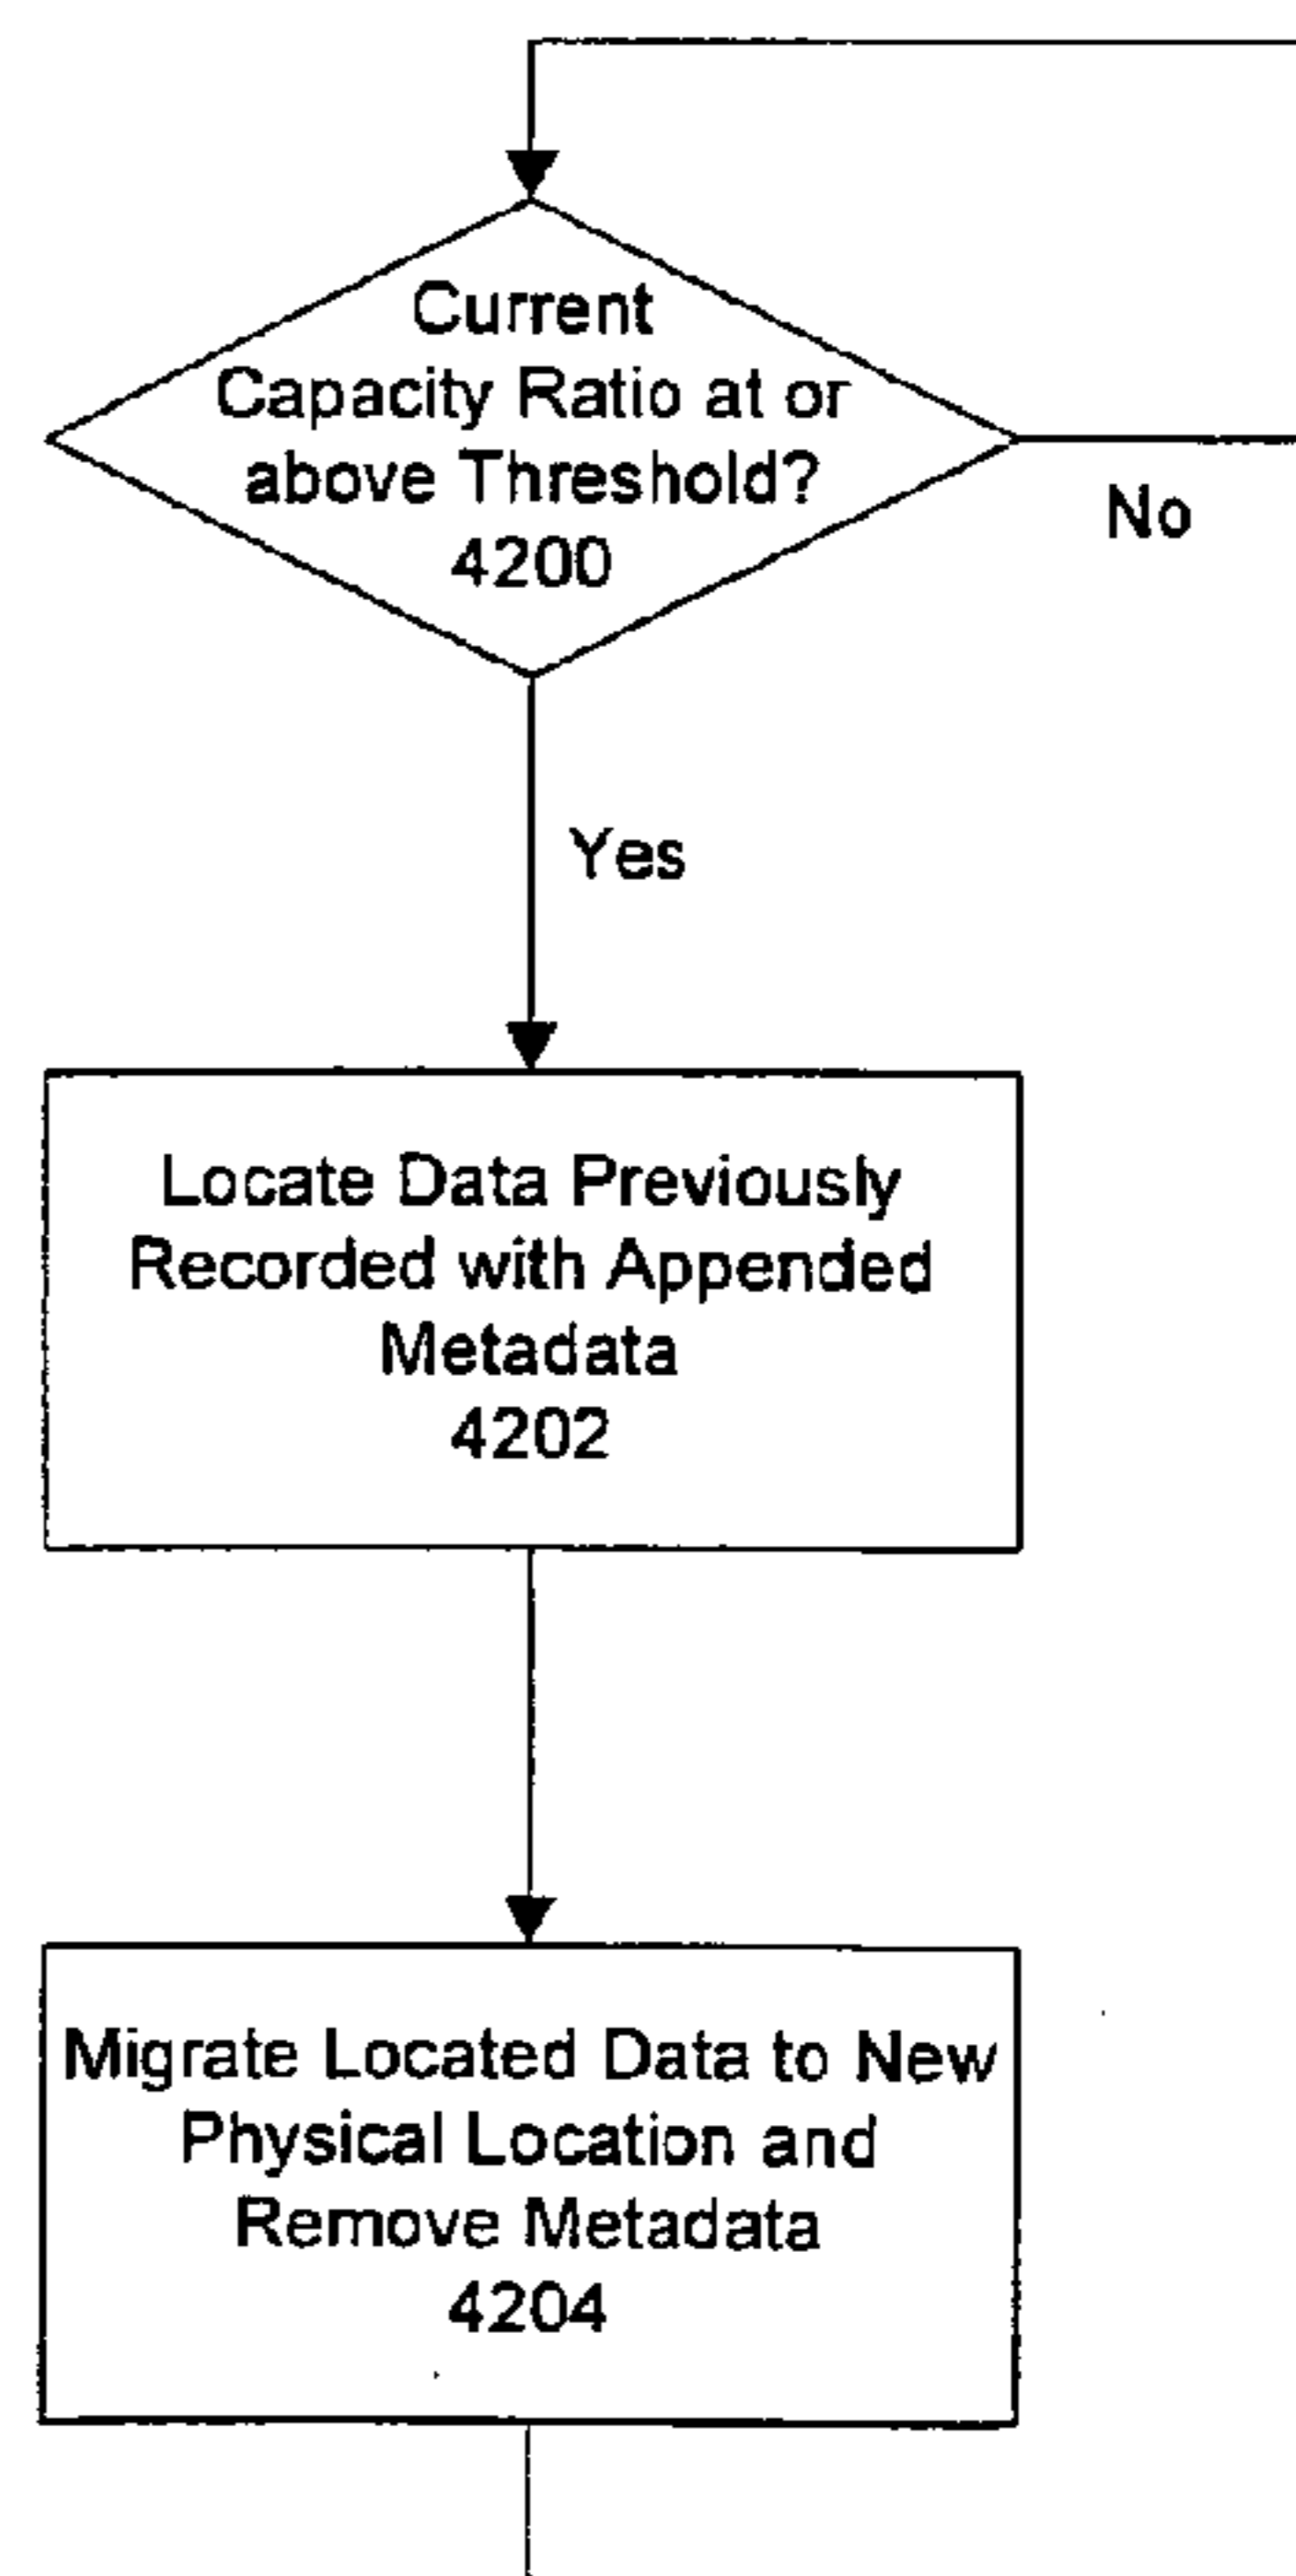 Current
Capacity Ratio at or
above Threshold?
4200
No
Yes
Locate Data Previously
Recorded with Appended
Metadata
4202
Migrate Located Data to New
Physical Location and
Remove Metadata
4204